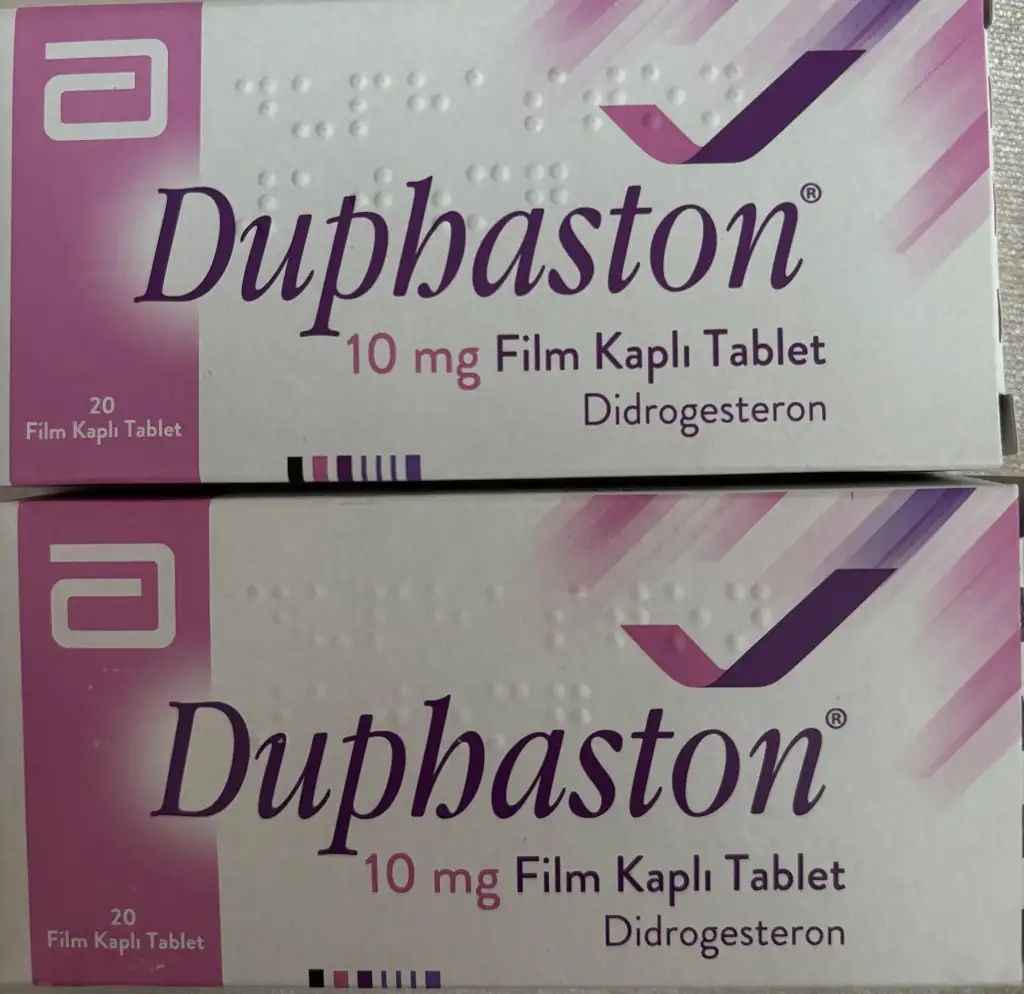 Duphaston®
10 mg Film Kaplı Tablet
Didrogesteron
20
Film Kaplı Tablet
Duphaston®
10 mg Film Kaplı Tablet
Didrogesteron
20
Film Kaplı Tablet